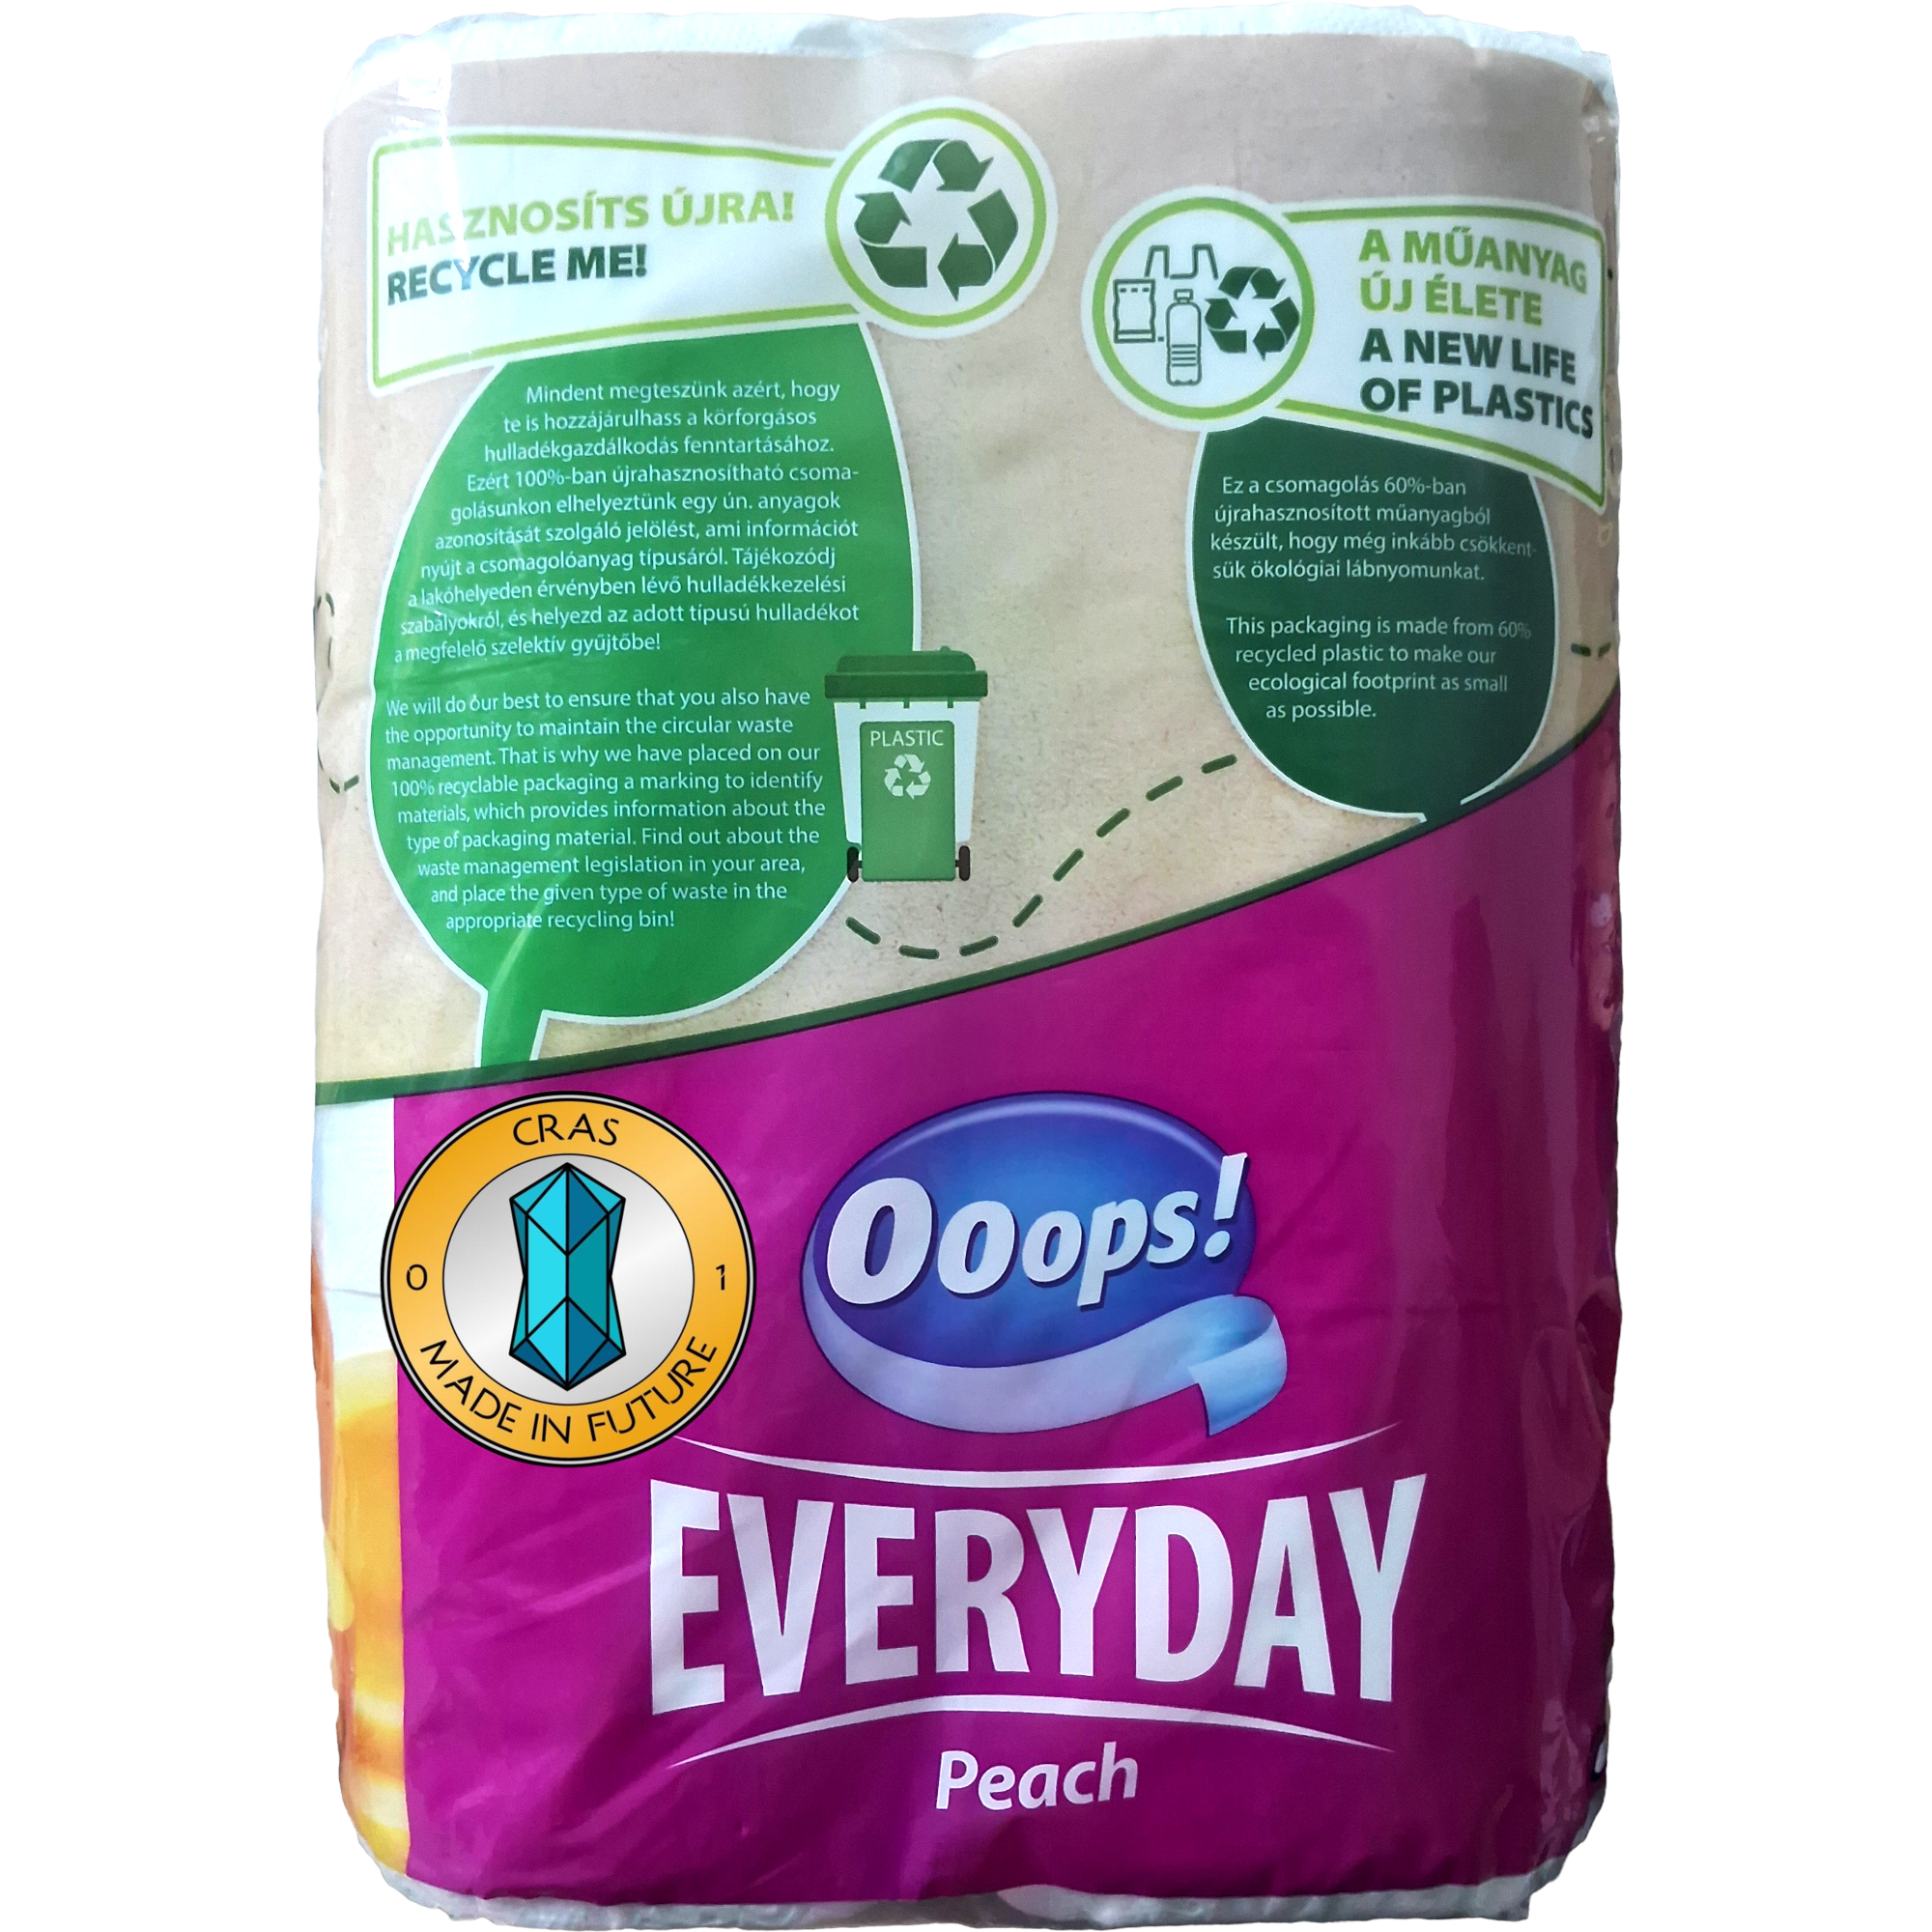 HASZNOSÍTS ÚJRA!
RECYCLE ME!
Mindent megteszünk azért, hogy
te is hozzájárulhass a körforgásos
hulladékgazdálkodás fenntartásához.
Ezért 100%-ban újrahasznosítható csoma-
golásunkon elhelyeztünk egy ún. anyagok
azonosítását szolgáló jelölést, ami információt
nyújt a csomagolóanyag típusáról. Tájékozódj
a lakóhelyeden érvényben lévő hulladékkezelési
szabályokról, és helyezd az adott típusú hulladékot
a megfelelő szelektív gyűjtőbe!
We will do our best to ensure that you also have
the opportunity to maintain the circular waste
management. That is why we have placed on our
100% recyclable packaging a marking to identify
materials, which provides information about the
type of packaging material. Find out about the
waste management legislation in your area,
and place the given type of waste in the
appropriate recycling bin!
PLASTIC
A MŰANYAG
ÚJ ÉLETE
A NEW LIFE
OF PLASTICS
Ez a csomagolás 60%-ban
újrahasznosított műanyagból
készült, hogy még inkább csökkent-
sük ökológiai lábnyomunkat.
This packaging is made from 60%
recycled plastic to make our
ecological footprint as small
as possible.
CRAS
0 1
MADE IN FUTURE
Ooops!
EVERYDAY
Peach